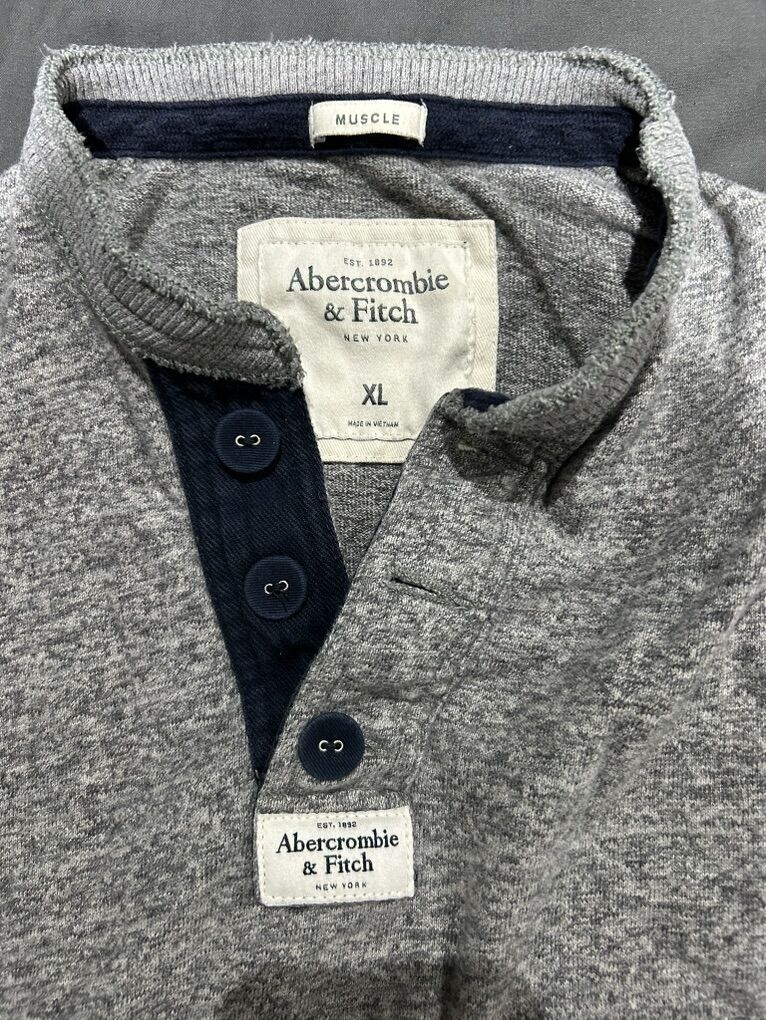 MUSCLE
EST. 1892
Abercrombie
& Fitch
NEW YORK
XL
MADE IN VIETNAM
EST. 1892
Abercrombie
& Fitch
NEW YORK